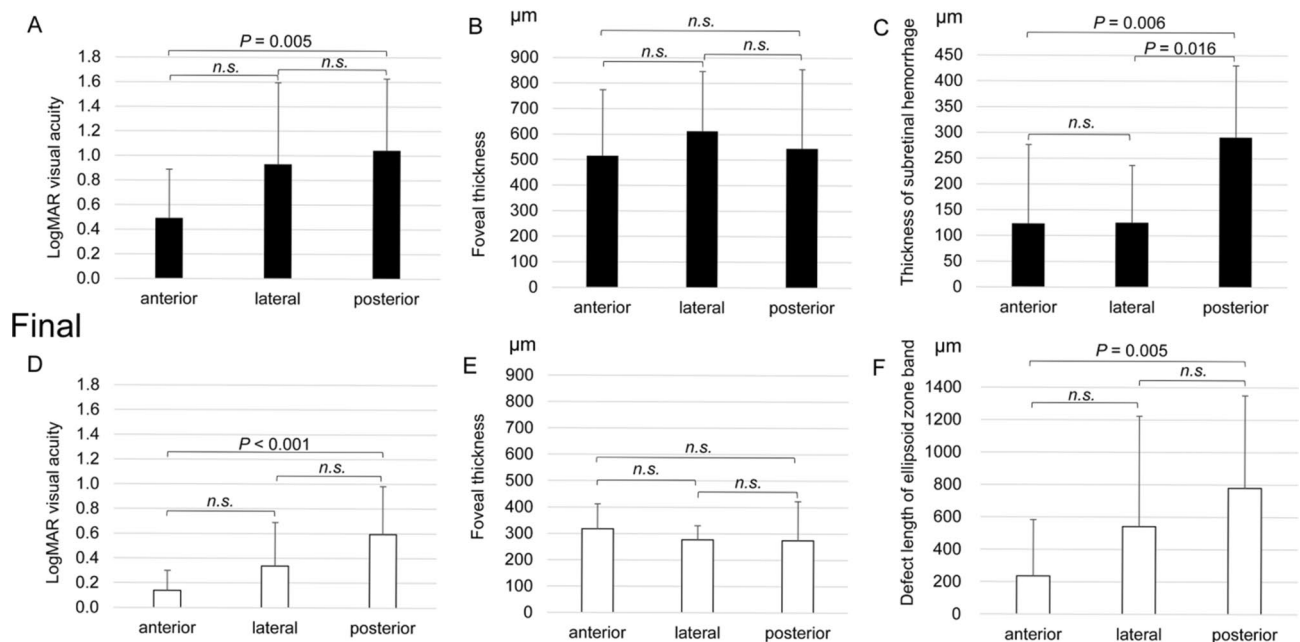 A
LogMAR visual acuity
1.8
1.6
1.4
1.2
1.0
0.8
0.6
0.4
0.2
0.0
P = 0.005
n.s.
n.s.
anterior
lateral
posterior
B
µm
Foveal thickness
900
800
700
600
500
400
300
200
100
0
n.s.
n.s.
n.s.
anterior
lateral
posterior
C
µm
Thickness of subretinal hemorrhage
450
400
350
300
250
200
150
100
50
0
P = 0.006
P = 0.016
n.s.
anterior
lateral
posterior
Final
D
LogMAR visual acuity
1.8
1.6
1.4
1.2
1.0
0.8
0.6
0.4
0.2
0.0
P < 0.001
n.s.
n.s.
anterior
lateral
posterior
E
µm
Foveal thickness
900
800
700
600
500
400
300
200
100
0
n.s.
n.s.
n.s.
anterior
lateral
posterior
F
µm
Defect length of ellipsoid zone band
1400
1200
1000
800
600
400
200
0
P = 0.005
n.s.
n.s.
anterior
lateral
posterior